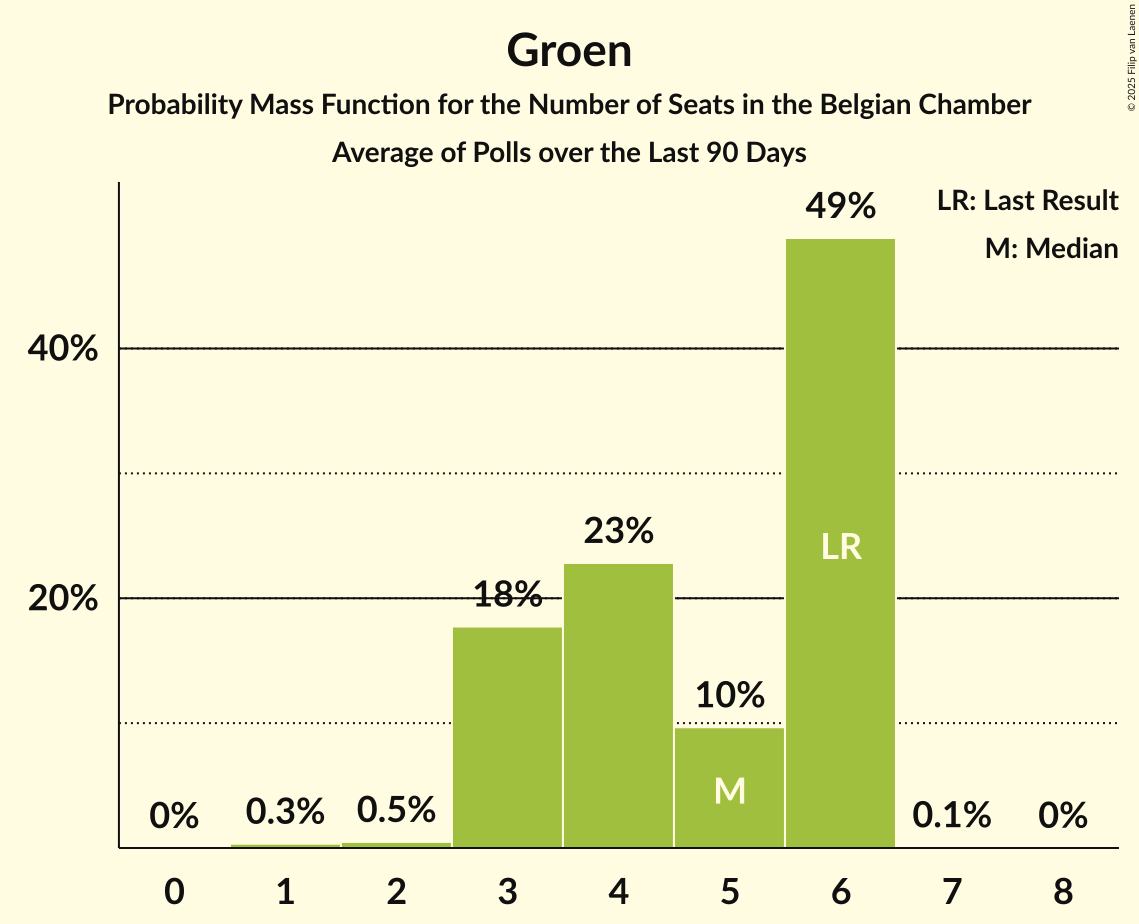 Groen
Probability Mass Function for the Number of Seats in the Belgian Chamber
Average of Polls over the Last 90 Days
© 2025 Filip van Laenen
LR: Last Result
M: Median
49%
40%
23%
LR
20%
18%
10%
M
0%
0.3%
0.5%
0.1%
0%
0 1 2 3 4 5 6 7 8